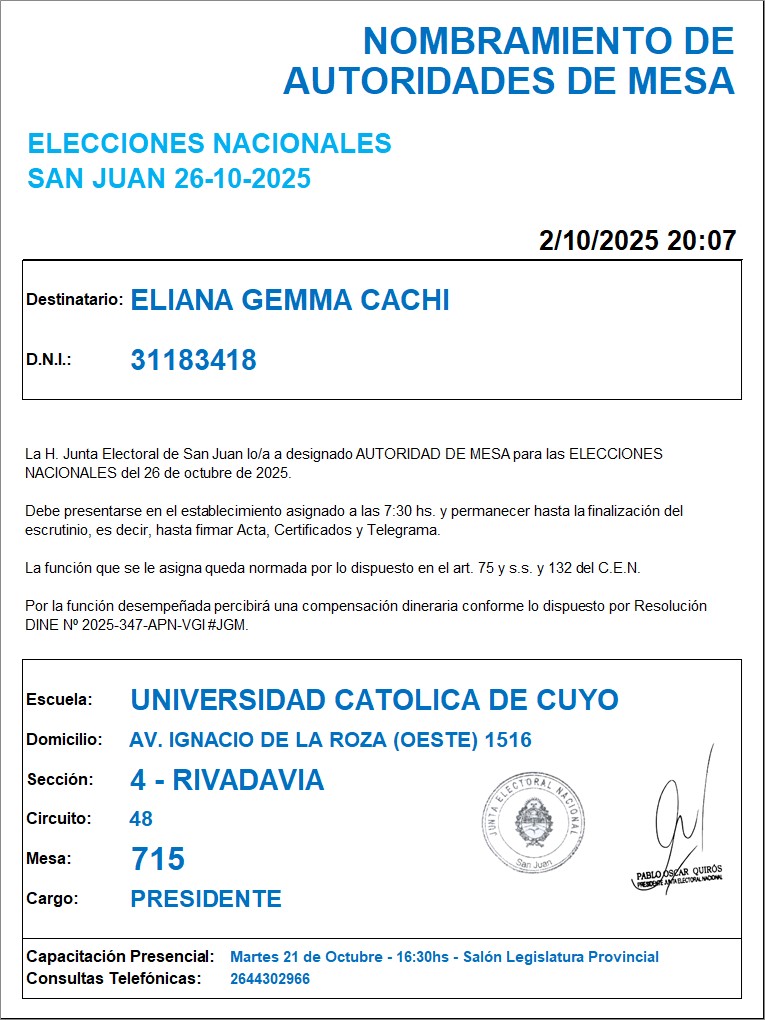 NOMBRAMIENTO DE
AUTORIDADES DE MESA
ELECCIONES NACIONALES
SAN JUAN 26-10-2025
2/10/2025 20:07
Destinatario: ELIANA GEMMA CACHI
D.N.I.: 31183418
La H. Junta Electoral de San Juan lo/a a designado AUTORIDAD DE MESA para las ELECCIONES
NACIONALES del 26 de octubre de 2025.
Debe presentarse en el establecimiento asignado a las 7:30 hs. y permanecer hasta la finalización del
escrutinio, es decir, hasta firmar Acta, Certificados y Telegrama.
La función que se le asigna queda normada por lo dispuesto en el art. 75 y s.s. y 132 del C.E.N.
Por la función desempeñada percibirá una compensación dineraria conforme lo dispuesto por Resolución
DINE Nº 2025-347-APN-VGI#JGM.
Escuela: UNIVERSIDAD CATOLICA DE CUYO
Domicilio: AV. IGNACIO DE LA ROZA (OESTE) 1516
Sección: 4 - RIVADAVIA
Circuito: 48
Mesa: 715
Cargo: PRESIDENTE
JUNTA ELECTORAL NACIONAL
San Juan
PABLO OSCAR QUIRÓS
PRESIDENTE JUNTA ELECTORAL NACIONAL
Capacitación Presencial: Martes 21 de Octubre - 16:30hs - Salón Legislatura Provincial
Consultas Telefónicas: 2644302966